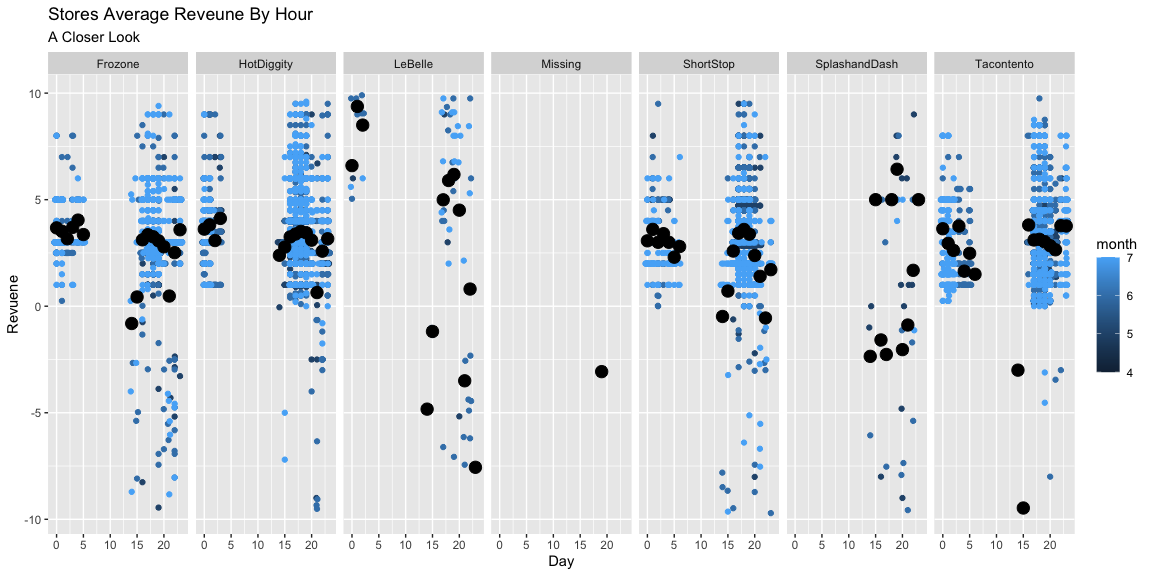 Stores Average Reveune By Hour
A Closer Look
Frozone HotDiggity LeBelle Missing ShortStop SplashandDash Tacontento
10
5
0
-5
-10
Revuene
0 5 10 15 20 0 5 10 15 20 0 5 10 15 20 0 5 10 15 20 0 5 10 15 20 0 5 10 15 20 0 5 10 15 20
Day
month
7
6
5
4